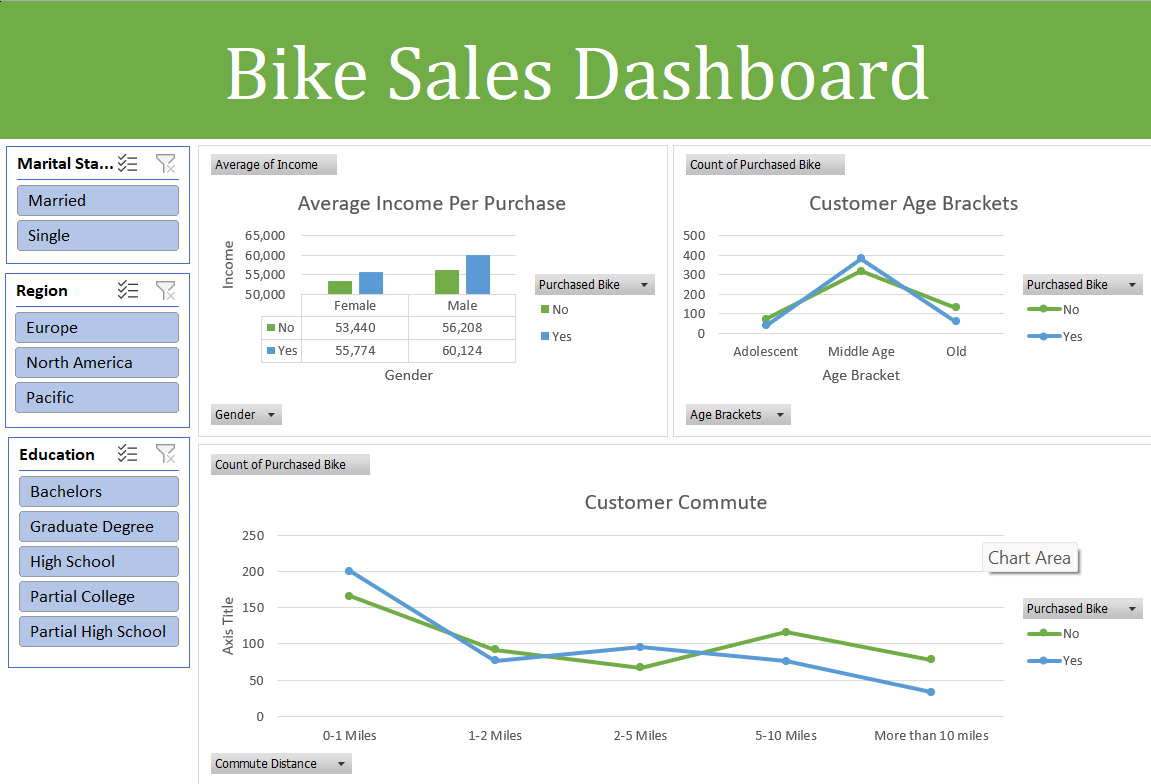 Bike Sales Dashboard
Marital Sta...
Married
Single
Region
Europe
North America
Pacific
Education
Bachelors
Graduate Degree
High School
Partial College
Partial High School
Average of Income
Average Income Per Purchase
Income
65,000
60,000
55,000
50,000
Female Male
No 53,440 56,208
Yes 55,774 60,124
Gender
Purchased Bike
No
Yes
Gender
Count of Purchased Bike
Customer Age Brackets
500
400
300
200
100
0
Adolescent Middle Age Old
Age Bracket
Purchased Bike
No
Yes
Age Brackets
Count of Purchased Bike
Customer Commute
Axis Title
250
200
150
100
50
0
0-1 Miles 1-2 Miles 2-5 Miles 5-10 Miles More than 10 miles
Chart Area
Purchased Bike
No
Yes
Commute Distance